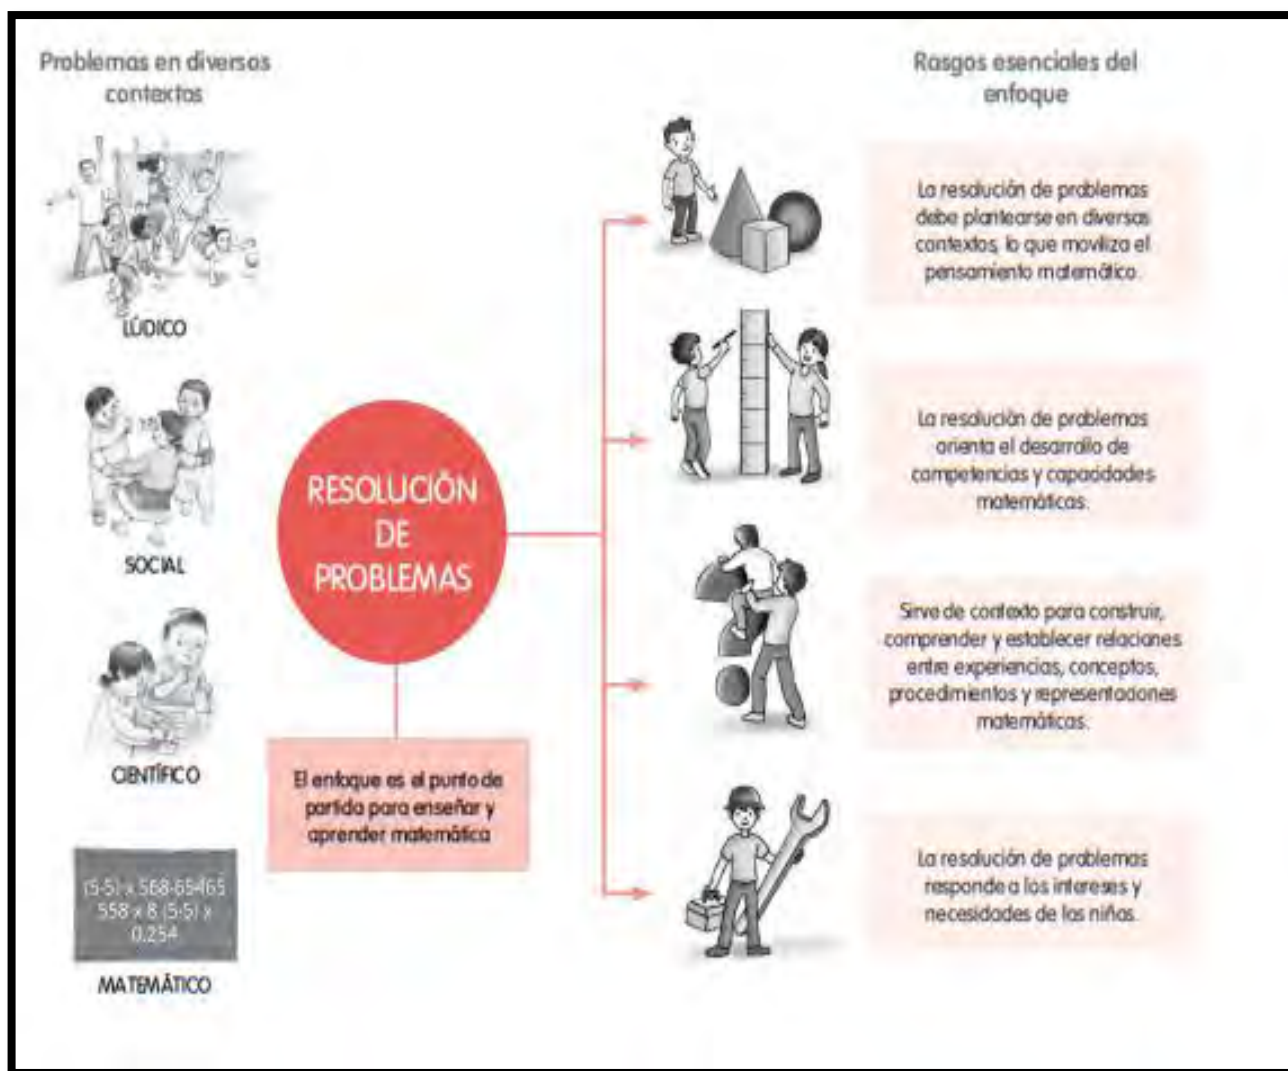 Problemas en diversos
contextos
LÚDICO
SOCIAL
CIENTÍFICO
(5-5) x 568-65465
558 x 8 (5-5) x
0.254
MATEMÁTICO
RESOLUCIÓN
DE
PROBLEMAS
El enfoque es el punto de
partida para enseñar y
aprender matemática
Rasgos esenciales del
enfoque
La resolución de problemas
debe plantearse en diversos
contextos, lo que moviliza el
pensamiento matemático.
La resolución de problemas
orienta el desarrollo de
competencias y capacidades
matemáticas.
Sirve de contexto para construir,
comprender y establecer relaciones
entre experiencias, conceptos,
procedimientos y representaciones
matemáticas.
La resolución de problemas
responde a los intereses y
necesidades de los niños.